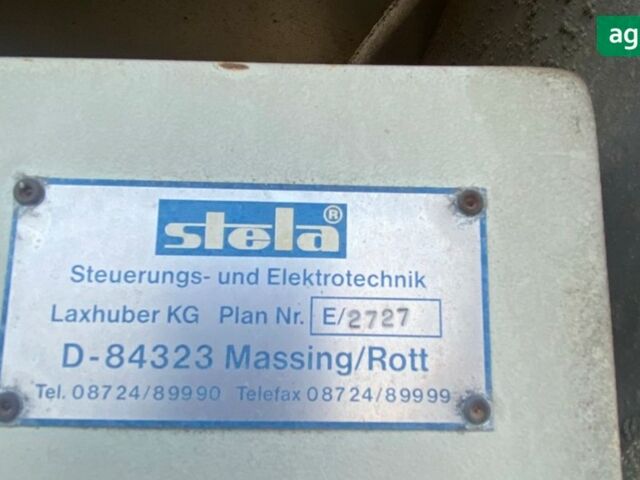 ag
stela®
Steuerungs- und Elektrotechnik
Laxhuber KG Plan Nr. E/2727
D-84323 Massing/Rott
Tel. 08724/89990 Telefax 08724/89999